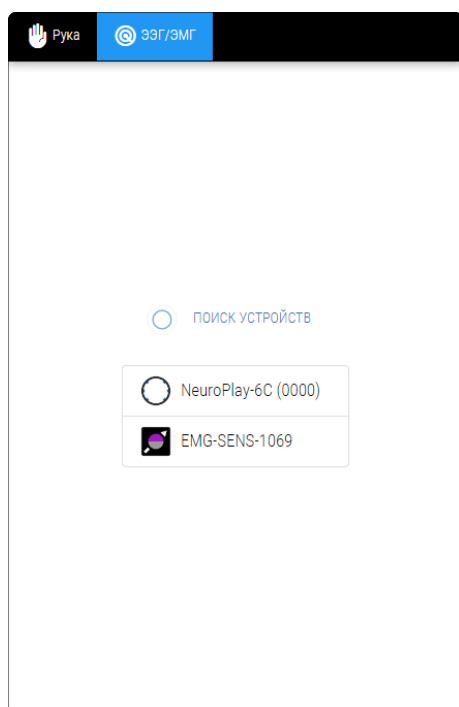 Рука
ЭЭГ/ЭМГ
ПОИСК УСТРОЙСТВ
NeuroPlay-6C (0000)
EMG-SENS-1069